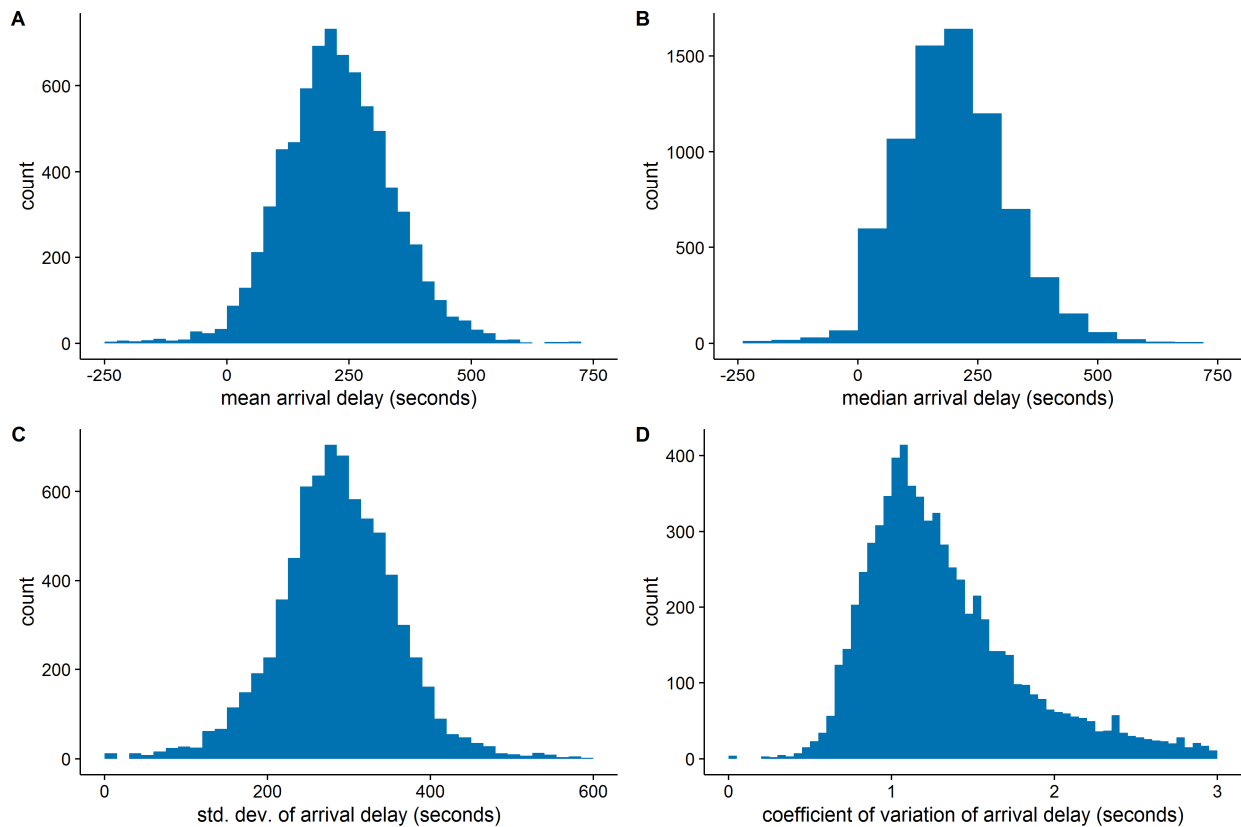 A
count
600
400
200
0
-250
0
250
500
750
mean arrival delay (seconds)
B
count
1500
1000
500
0
-250
0
250
500
750
median arrival delay (seconds)
C
count
600
400
200
0
0
200
400
600
std. dev. of arrival delay (seconds)
D
count
400
300
200
100
0
0
1
2
3
coefficient of variation of arrival delay (seconds)